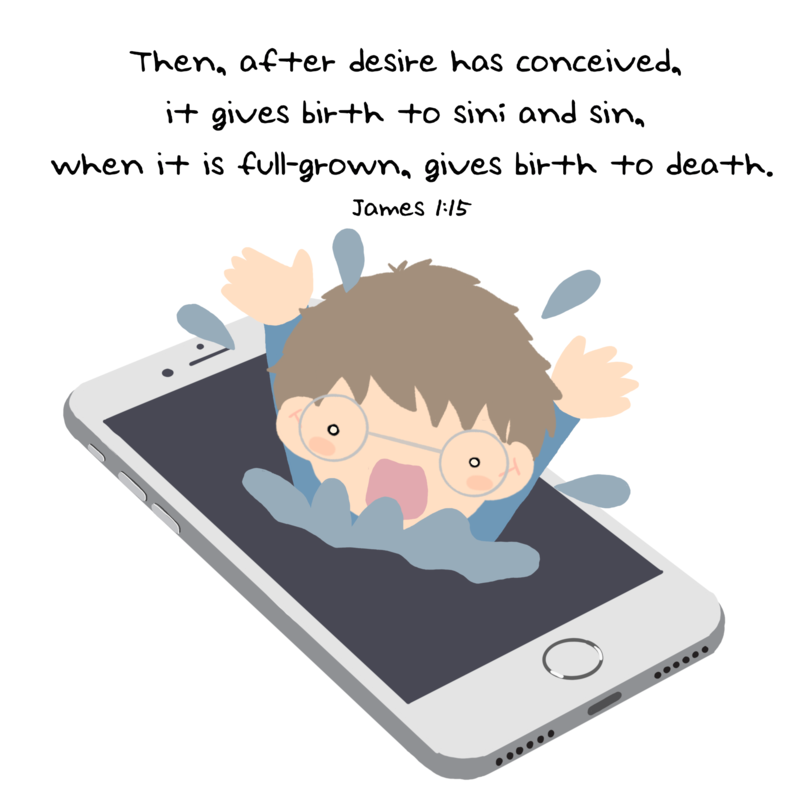 Then, after desire has conceived,
it gives birth to sin; and sin,
when it is full-grown, gives birth to death.
James 1:15